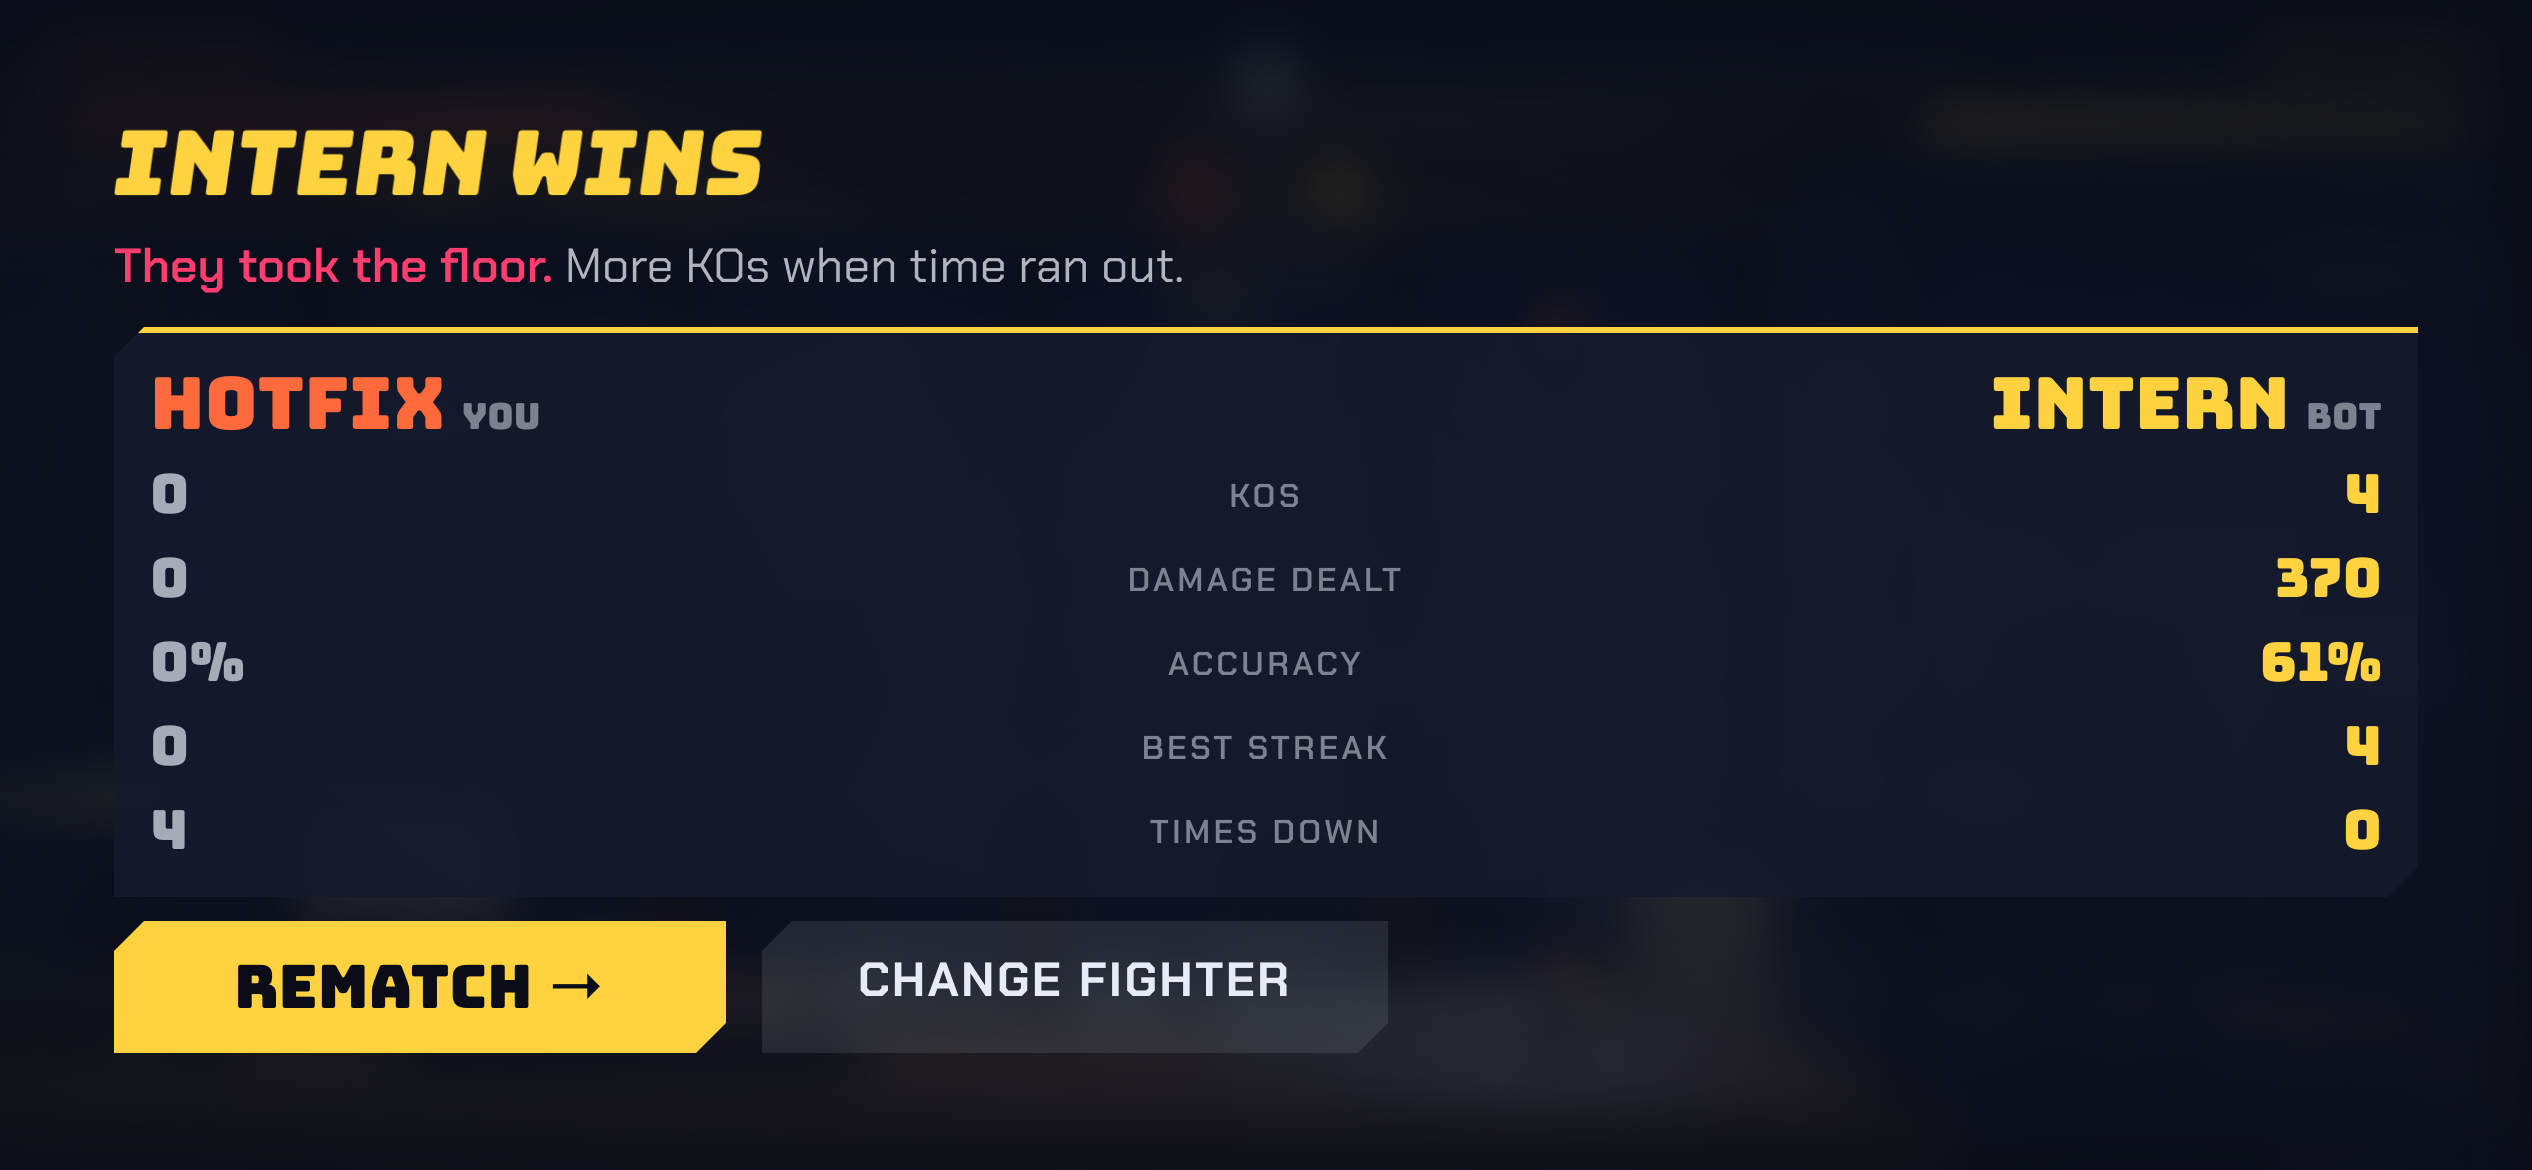 INTERN WINS
They took the floor. More KOs when time ran out.
HOTFIX YOU INTERN BOT
0 KOS 4
0 DAMAGE DEALT 370
0% ACCURACY 61%
0 BEST STREAK 4
4 TIMES DOWN 0
REMATCH → CHANGE FIGHTER